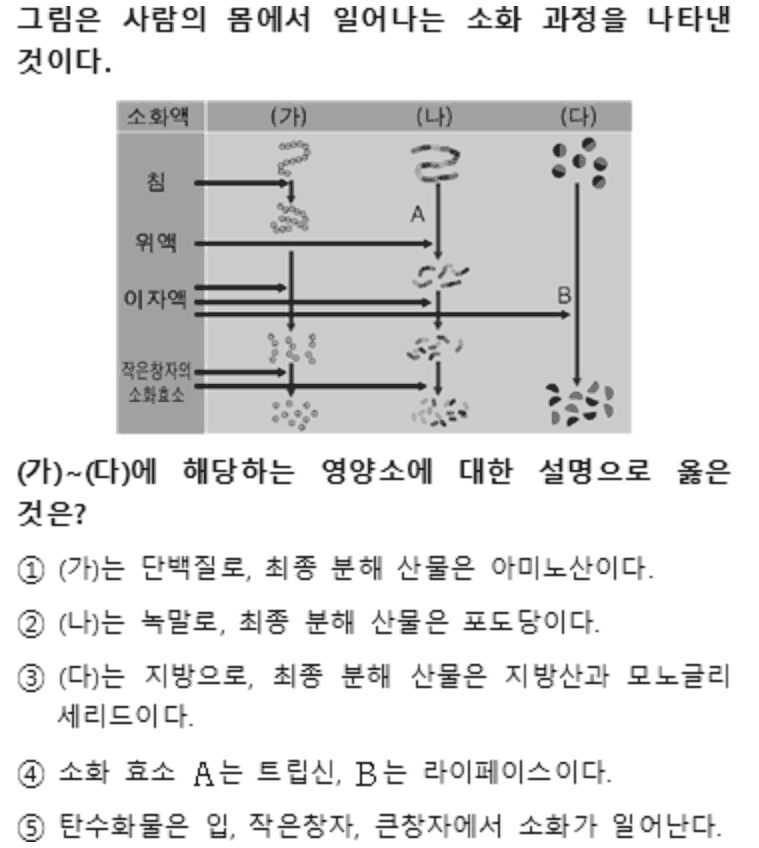 그림은 사람의 몸에서 일어나는 소화 과정을 나타낸
것이다.
소화액 (가) (나) (다)
침
A
위액
이자액
B
작은창자의
소화효소
(가)~(다)에 해당하는 영양소에 대한 설명으로 옳은
것은?
① (가)는 단백질로, 최종 분해 산물은 아미노산이다.
② (나)는 녹말로, 최종 분해 산물은 포도당이다.
③ (다)는 지방으로, 최종 분해 산물은 지방산과 모노글리
세리드이다.
④ 소화 효소 A는 트립신, B는 라이페이스이다.
⑤ 탄수화물은 입, 작은창자, 큰창자에서 소화가 일어난다.